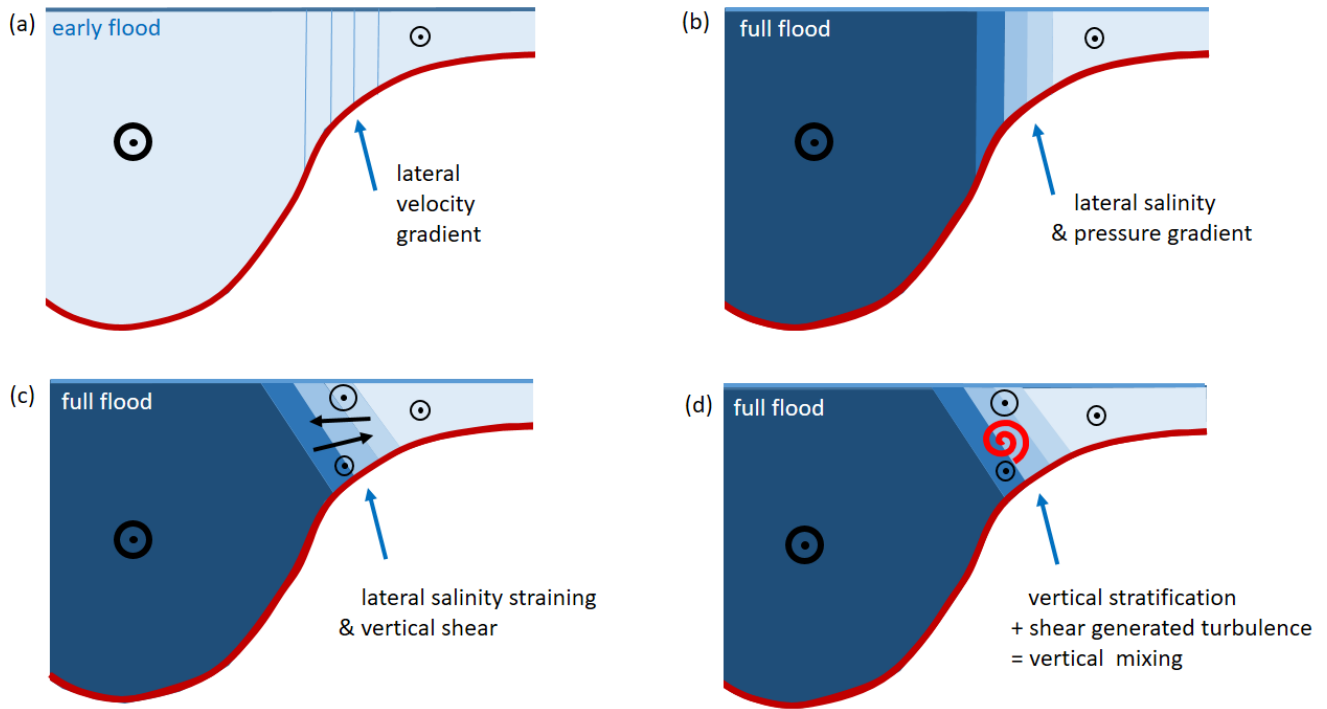 (a)
early flood
lateral
velocity
gradient
(b)
full flood
lateral salinity
& pressure gradient
(c)
full flood
lateral salinity straining
& vertical shear
(d)
full flood
vertical stratification
+ shear generated turbulence
= vertical mixing